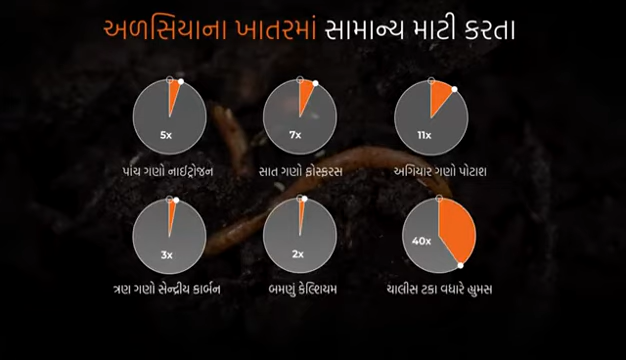 અળસિયાના ખાતરમાં સામાન્ય માટી કરતા
5x
7x
11x
પાંચ ગણો નાઈટ્રોજન
સાત ગણો ફોસ્ફરસ
અગિયાર ગણો પોટાશ
3x
2x
40x
ત્રણ ગણો સેન્દ્રીય કાર્બન
બમણું કેલ્શિયમ
ચાલીસ ટકા વધારે હ્યુમસ